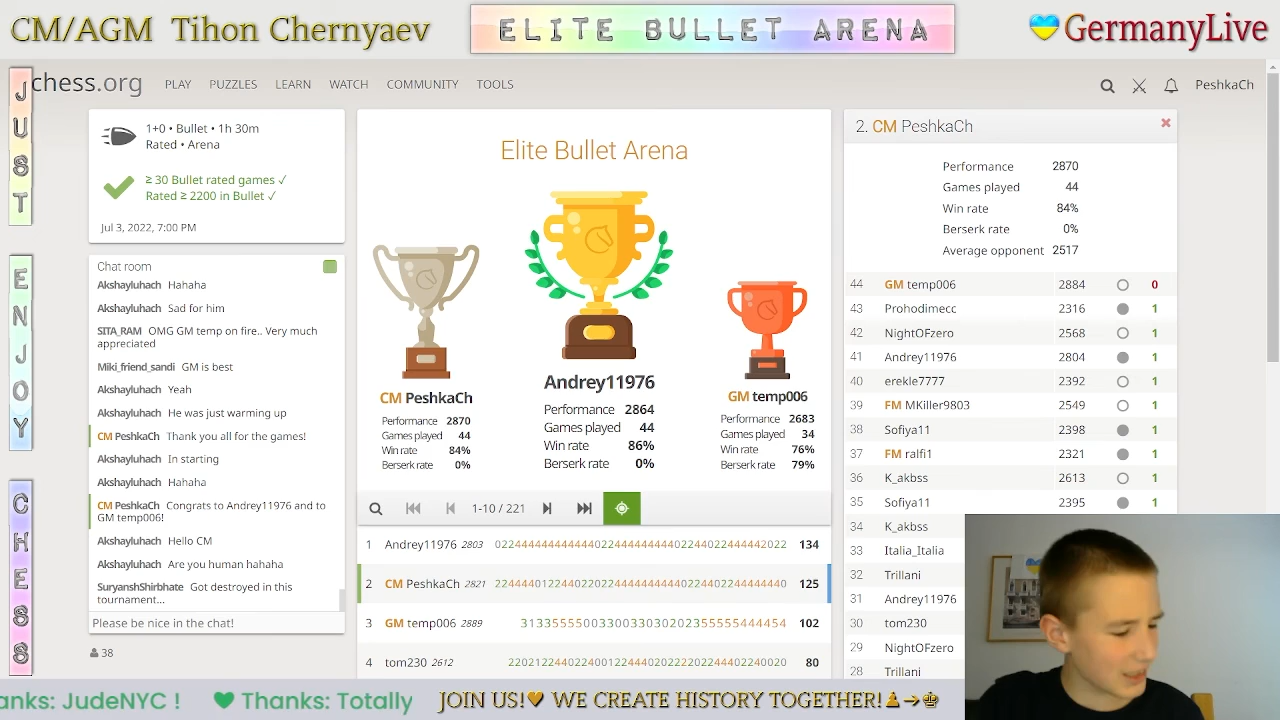 CM/AGM Tihon Chernyaev
ELITE BULLET ARENA
GermanyLive
JUST
ENJOY
CHESS
chess.org PLAY PUZZLES LEARN WATCH COMMUNITY TOOLS PeshkaCh
1+0 • Bullet • 1h 30m
Rated • Arena
≥ 30 Bullet rated games ✓
Rated ≥ 2200 in Bullet ✓
Jul 3, 2022, 7:00 PM
Chat room
Akshayluhach Hahaha
Akshayluhach Sad for him
SITA_RAM OMG GM temp on fire.. Very much
appreciated
Miki_friend_sandi GM is best
Akshayluhach Yeah
Akshayluhach He was just warming up
CM PeshkaCh Thank you all for the games!
Akshayluhach In starting
Akshayluhach Hahaha
CM PeshkaCh Congrats to Andrey11976 and to
GM temp006!
Akshayluhach Hello CM
Akshayluhach Are you human hahaha
SuryanshShirbhate Got destroyed in this
tournament...
Please be nice in the chat!
38
Elite Bullet Arena
CM PeshkaCh
Performance 2870
Games played 44
Win rate 84%
Berserk rate 0%
Andrey11976
Performance 2864
Games played 44
Win rate 86%
Berserk rate 0%
GM temp006
Performance 2683
Games played 34
Win rate 76%
Berserk rate 79%
1-10 / 221
1 Andrey11976 2803 134
2 CM PeshkaCh 2821 125
3 GM temp006 2889 102
4 tom230 2612 80
2. CM PeshkaCh
Performance 2870
Games played 44
Win rate 84%
Berserk rate 0%
Average opponent 2517
44 GM temp006 2884 0
43 Prohodimecc 2316 1
42 NightOFzero 2568 1
41 Andrey11976 2804 1
40 erekle7777 2392 1
39 FM MKiller9803 2549 1
38 Sofiya11 2398 1
37 FM ralfi1 2321 1
36 K_akbss 2613 1
35 Sofiya11 2395 1
34 K_akbss
33 Italia_Italia
32 Trillani
31 Andrey11976
30 tom230
29 NightOFzero
28 Trillani
anks: JudeNYC ! Thanks: Totally
JOIN US! WE CREATE HISTORY TOGETHER!